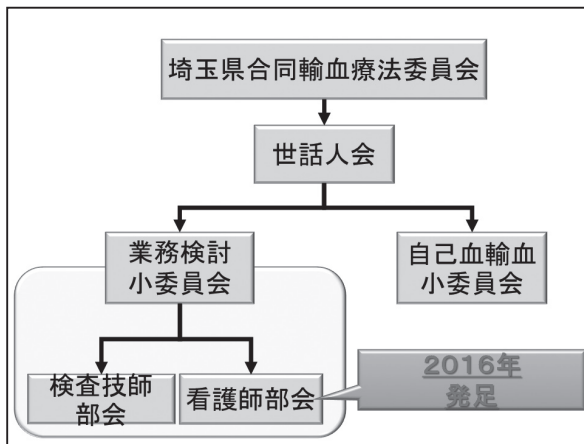 埼玉県合同輸血療法委員会
世話人会
業務検討
小委員会
自己血輸血
小委員会
検査技師
部会
看護師部会
2016年
発足